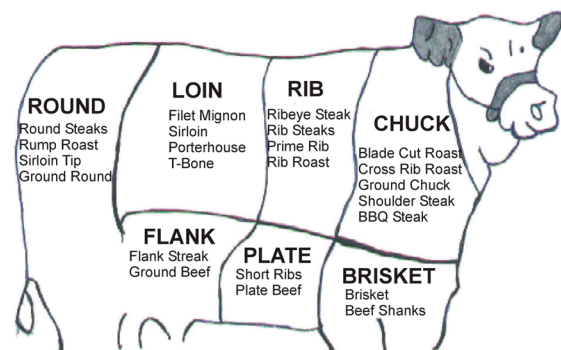 ROUND
Round Steaks
Rump Roast
Sirloin Tip
Ground Round
LOIN
Filet Mignon
Sirloin
Porterhouse
T-Bone
RIB
Ribeye Steak
Rib Steaks
Prime Rib
Rib Roast
CHUCK
Blade Cut Roast
Cross Rib Roast
Ground Chuck
Shoulder Steak
BBQ Steak
FLANK
Flank Streak
Ground Beef
PLATE
Short Ribs
Plate Beef
BRISKET
Brisket
Beef Shanks